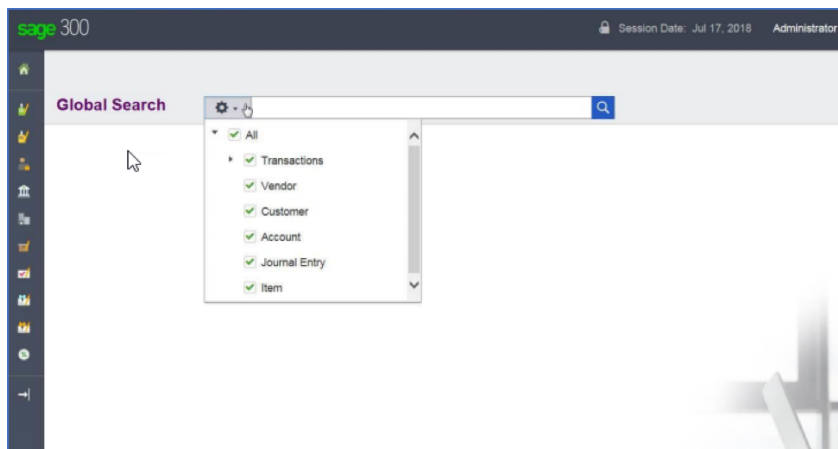 sage 300
Session Date: Jul 17, 2018 Administrator
Global Search
All
Transactions
Vendor
Customer
Account
Journal Entry
Item